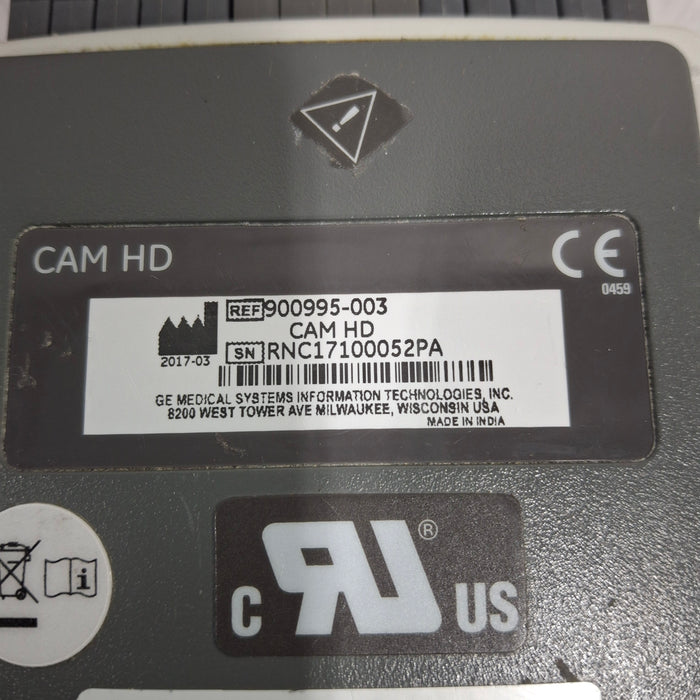 CAM HD
CE
0459
REF 900995-003
CAM HD
2017-03
SN RNC17100052PA
GE MEDICAL SYSTEMS INFORMATION TECHNOLOGIES, INC.
8200 WEST TOWER AVE MILWAUKEE, WISCONSIN USA
MADE IN INDIA
C RU ® US
i